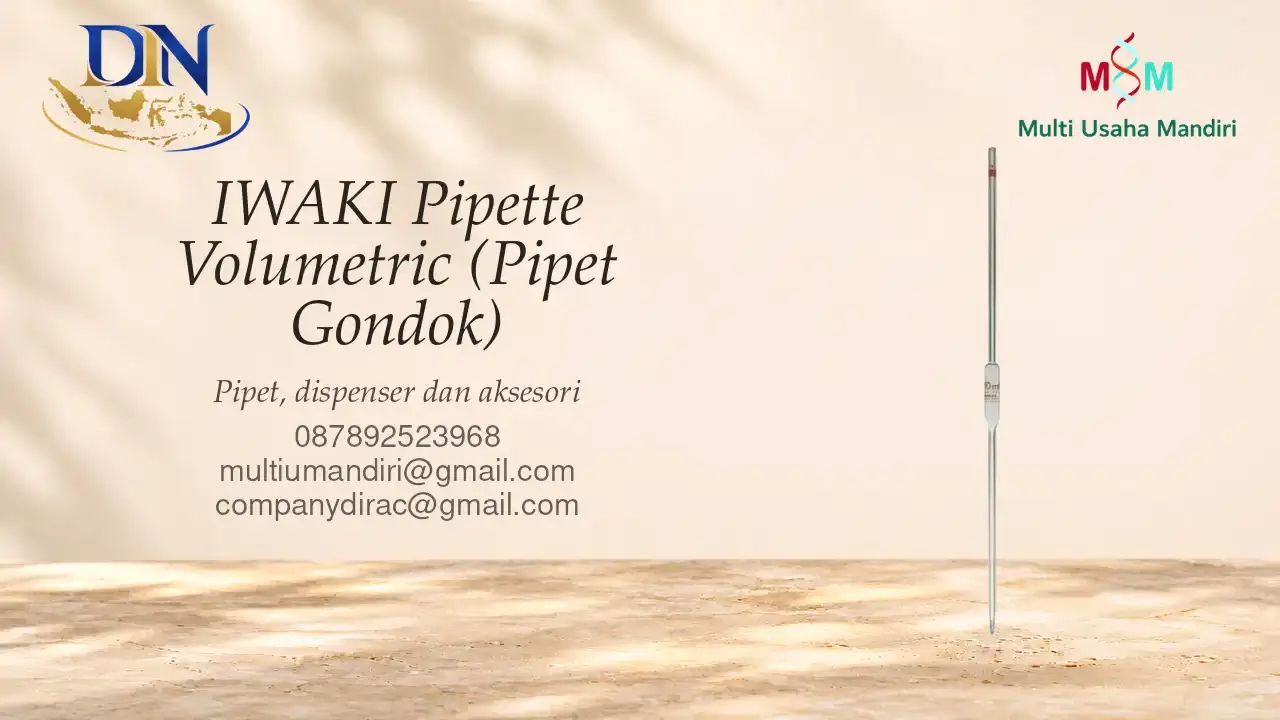 DIN
MSM
Multi Usaha Mandiri
IWAKI Pipette
Volumetric (Pipet
Gondok)
Pipet, dispenser dan aksesori
087892523968
multiumandiri@gmail.com
companydirac@gmail.com